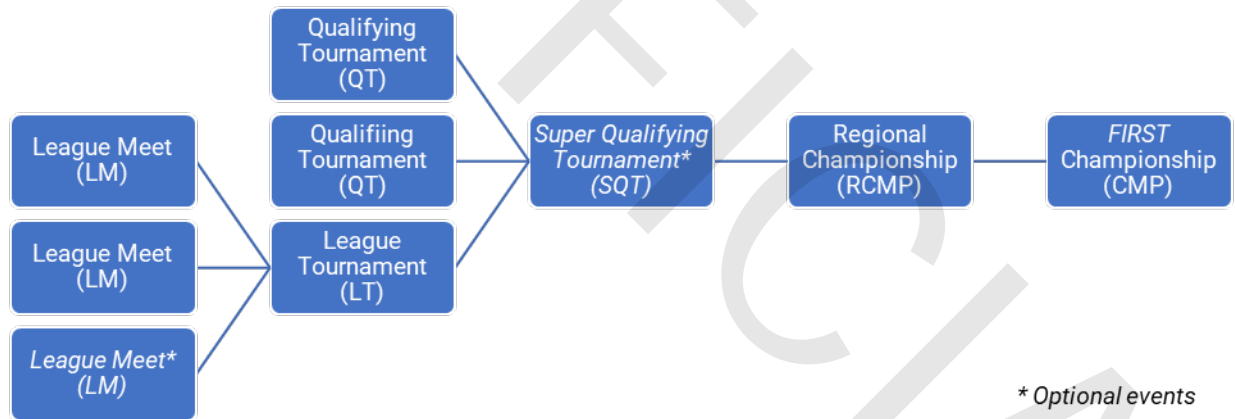 Qualifying
Tournament
(QT)
League Meet
(LM)
Qualifiing
Tournament
(QT)
Super Qualifying
Tournament*
(SQT)
Regional
Championship
(RCMP)
FIRST
Championship
(CMP)
League Meet
(LM)
League
Tournament
(LT)
League Meet*
(LM)
* Optional events